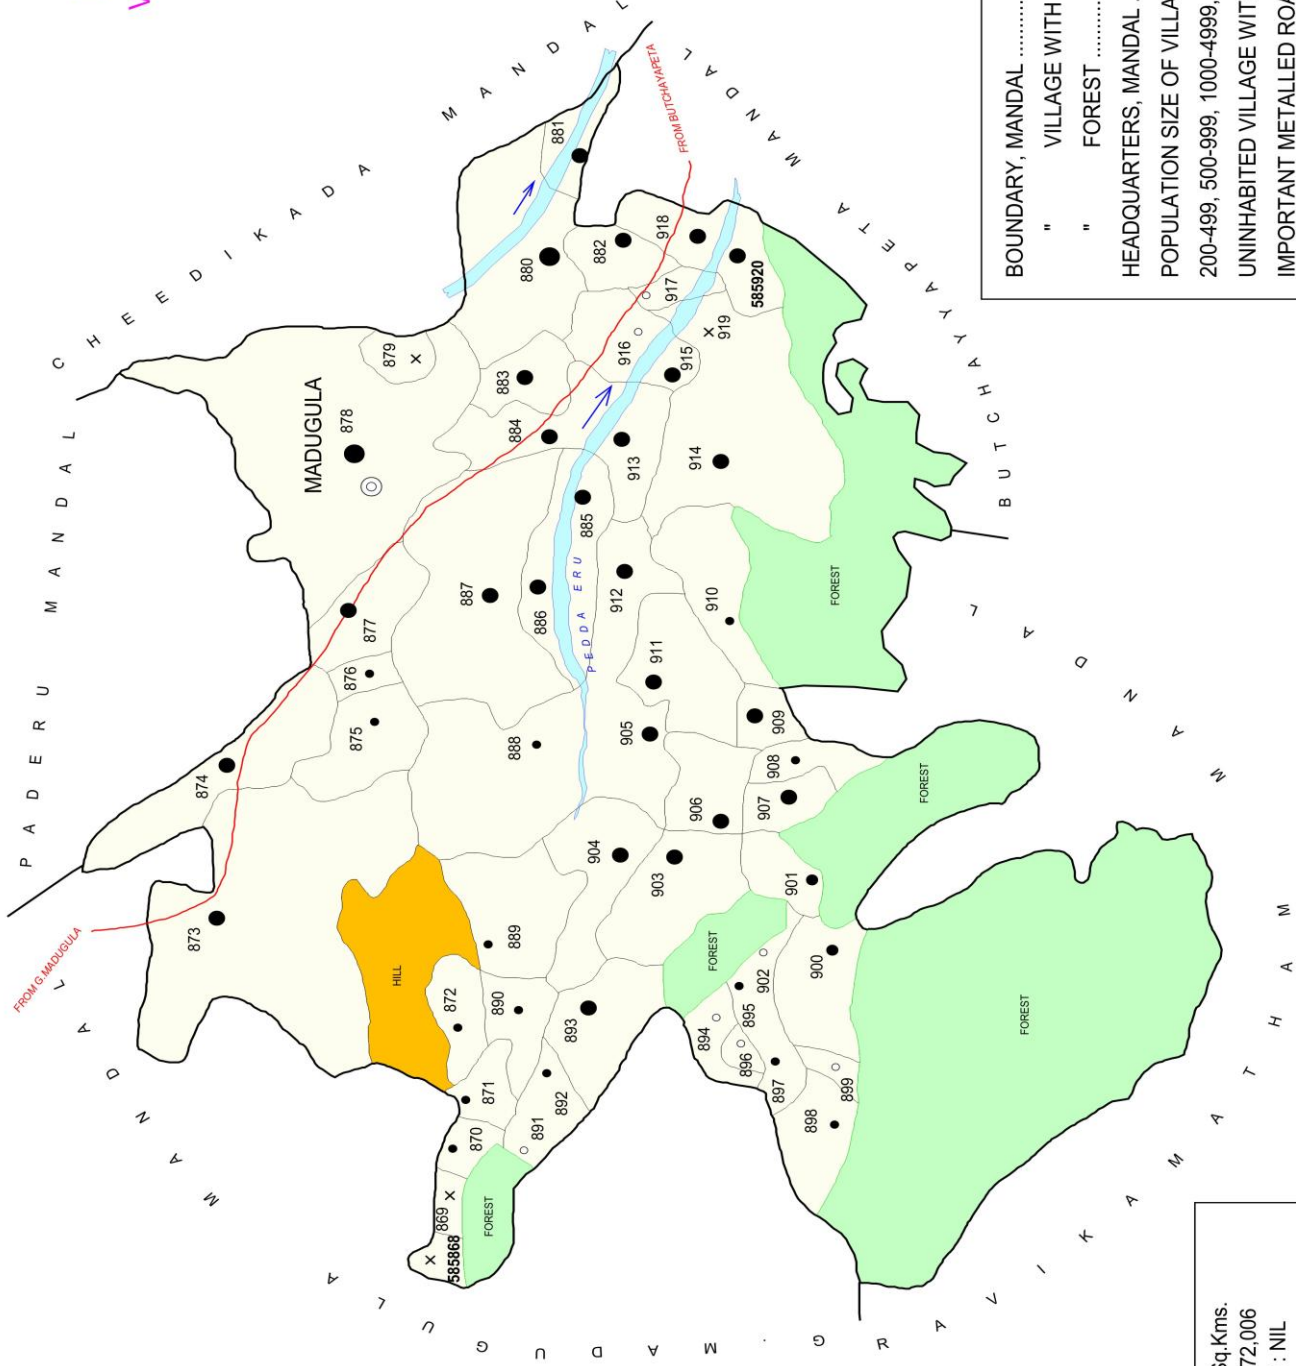 PADERU MANDAL
CHEEDIKADA MANDAL
BUTCHAYYAPETA MANDAL
RAVIKAMATHAM MANDAL
G. MADUGULA MANDAL
FROM G.MADUGULA
FROM BUTCHAYAPETA
MADUGULA
878
879
880
881
882
883
884
885
886
887
888
889
890
891
892
893
894
895
896
897
898
899
900
901
902
903
904
905
906
907
908
909
910
911
912
913
914
915
916
917
918
919
585920
585868
869
870
871
872
873
874
875
876
877
PEDDA ERU
HILL
FOREST
FOREST
FOREST
FOREST
FOREST
BOUNDARY, MANDAL ............
" VILLAGE WITH
" FOREST ............
HEADQUARTERS, MANDAL .
POPULATION SIZE OF VILLA
200-499, 500-999, 1000-4999,
UNINHABITED VILLAGE WIT
IMPORTANT METALLED ROA
Sq.Kms.
72,006
: NIL